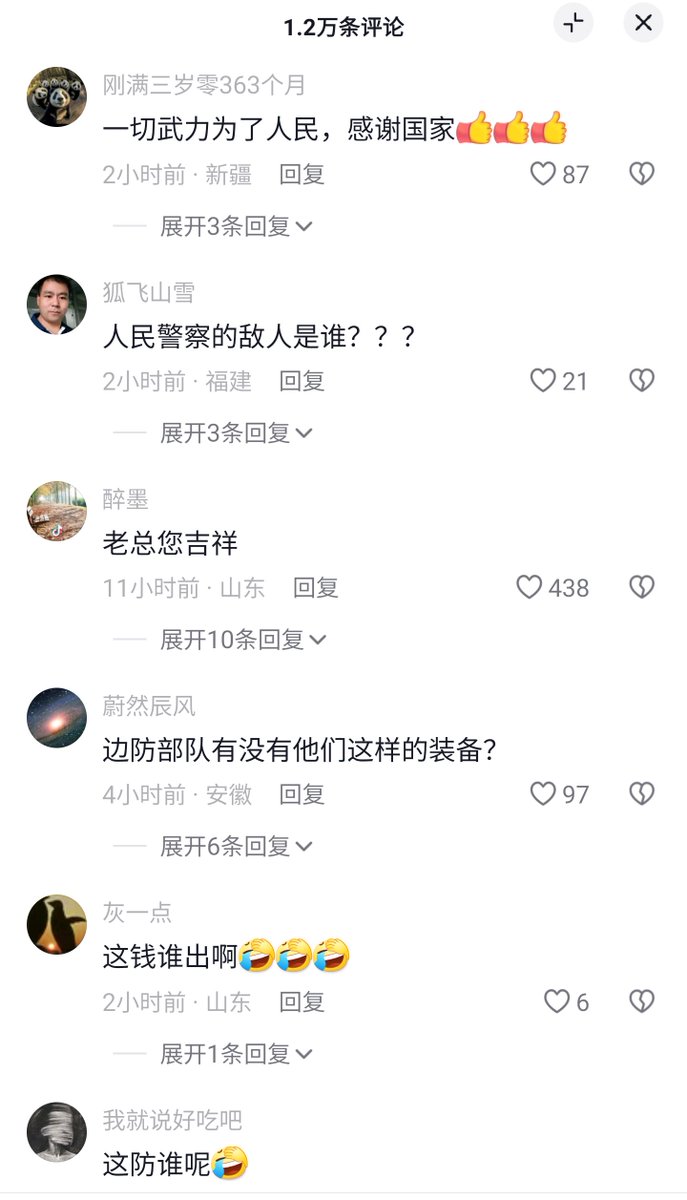 1.2万条评论
刚满三岁零363个月
一切武力为了人民，感谢国家👍👍👍
2小时前 · 新疆 回复 87
展开3条回复
狐飞山雪
人民警察的敌人是谁？？？
2小时前 · 福建 回复 21
展开3条回复
醉墨
老总您吉祥
11小时前 · 山东 回复 438
展开10条回复
蔚然辰风
边防部队有没有他们这样的装备？
4小时前 · 安徽 回复 97
展开6条回复
灰一点
这钱谁出啊🤣🤣🤣
2小时前 · 山东 回复 6
展开1条回复
我就说好吃吧
这防谁呢🤣